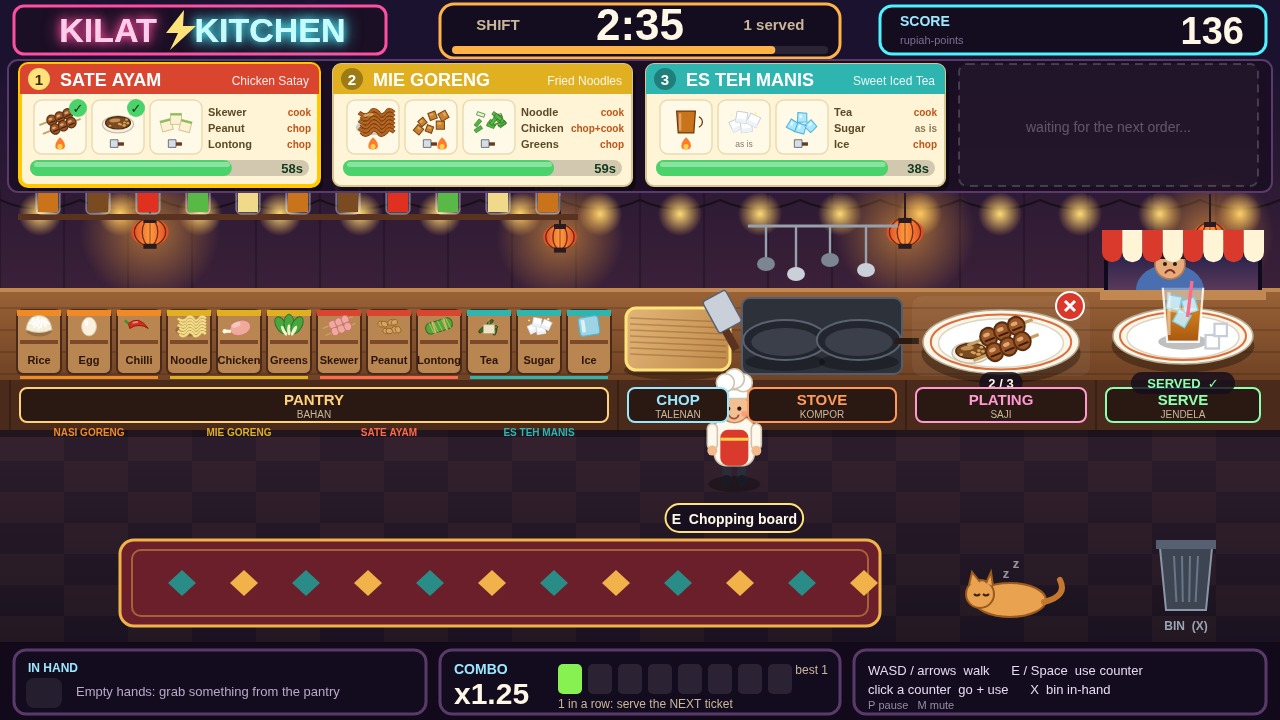 KILAT ⚡ KITCHEN
SHIFT 2:35 1 served
SCORE 136
rupiah-points
1 SATE AYAM Chicken Satay
Skewer cook
Peanut chop
Lontong chop
58s
2 MIE GORENG Fried Noodles
Noodle cook
Chicken chop+cook
Greens chop
59s
3 ES TEH MANIS Sweet Iced Tea
Tea cook
Sugar as is
Ice chop
as is
38s
waiting for the next order...
Rice Egg Chilli Noodle Chicken Greens Skewer Peanut Lontong Tea Sugar Ice
2 / 3
SERVED ✓
PANTRY
BAHAN
CHOP
TALENAN
STOVE
KOMPOR
PLATING
SAJI
SERVE
JENDELA
NASI GORENG MIE GORENG SATE AYAM ES TEH MANIS
E Chopping board
z
z
BIN (X)
IN HAND
Empty hands: grab something from the pantry
COMBO
x1.25
best 1
1 in a row: serve the NEXT ticket
WASD / arrows walk E / Space use counter
click a counter go + use X bin in-hand
P pause M mute